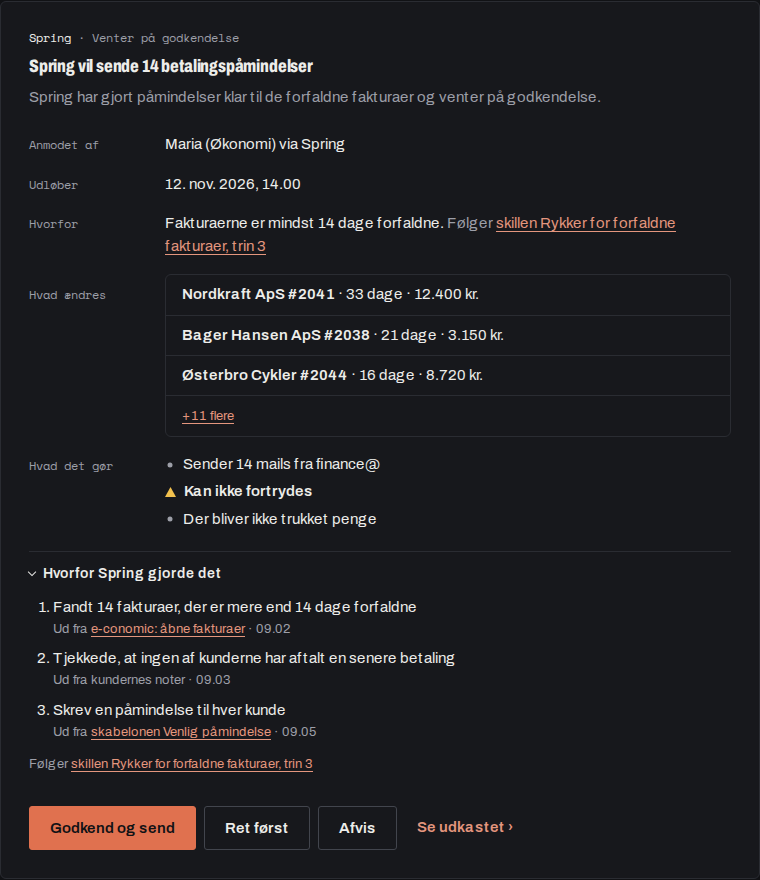 Spring · Venter på godkendelse
Spring vil sende 14 betalingspåmindelser
Spring har gjort påmindelser klar til de forfaldne fakturaer og venter på godkendelse.
Anmodet af Maria (Økonomi) via Spring
Udløber 12. nov. 2026, 14.00
Hvorfor Fakturaerne er mindst 14 dage forfaldne. Følger skillen Rykker for forfaldne
fakturaer, trin 3
Hvad ændres Nordkraft ApS #2041 · 33 dage · 12.400 kr.
Bager Hansen ApS #2038 · 21 dage · 3.150 kr.
Østerbro Cykler #2044 · 16 dage · 8.720 kr.
+11 flere
Hvad det gør • Sender 14 mails fra finance@
Kan ikke fortrydes
• Der bliver ikke trukket penge
Hvorfor Spring gjorde det
1. Fandt 14 fakturaer, der er mere end 14 dage forfaldne
Ud fra e-conomic: åbne fakturaer · 09.02
2. Tjekkede, at ingen af kunderne har aftalt en senere betaling
Ud fra kundernes noter · 09.03
3. Skrev en påmindelse til hver kunde
Ud fra skabelonen Venlig påmindelse · 09.05
Følger skillen Rykker for forfaldne fakturaer, trin 3
Godkend og send Ret først Afvis Se udkastet ›